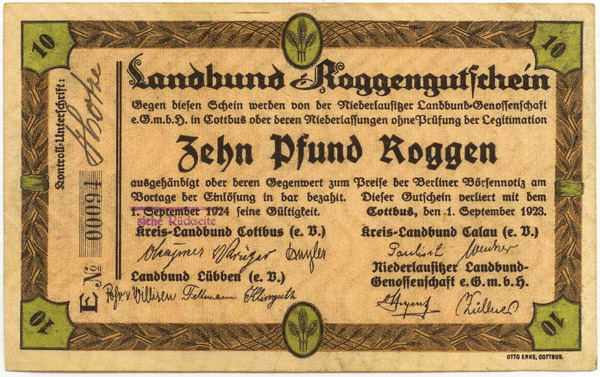 10
10
Landbund-Roggengutschein
Gegen diesen Schein werden von der Niederlausitzer Landbund-Genossenschaft
e.G.m.b.H. in Cottbus oder deren Niederlassungen ohne Prüfung der Legitimation
Zehn Pfund Roggen
ausgehändigt oder deren Gegenwert zum Preise der Berliner Börsennotiz am
Vortage der Einlösung in bar bezahlt. Dieser Gutschein verliert mit dem
1. September 1924 seine Gültigkeit. Cottbus, den 1. September 1923.
siehe Rückseite
Kreis-Landbund Cottbus (e. V.)
Kreis-Landbund Calau (e. V.)
Landbund Lübben (e. V.)
Niederlausitzer Landbund-
Genossenschaft e.G.m.b.H.
v. Willisen
Kontroll-Unterschrift:
E № 00094
10
10
OTTO ENKE, COTTBUS.